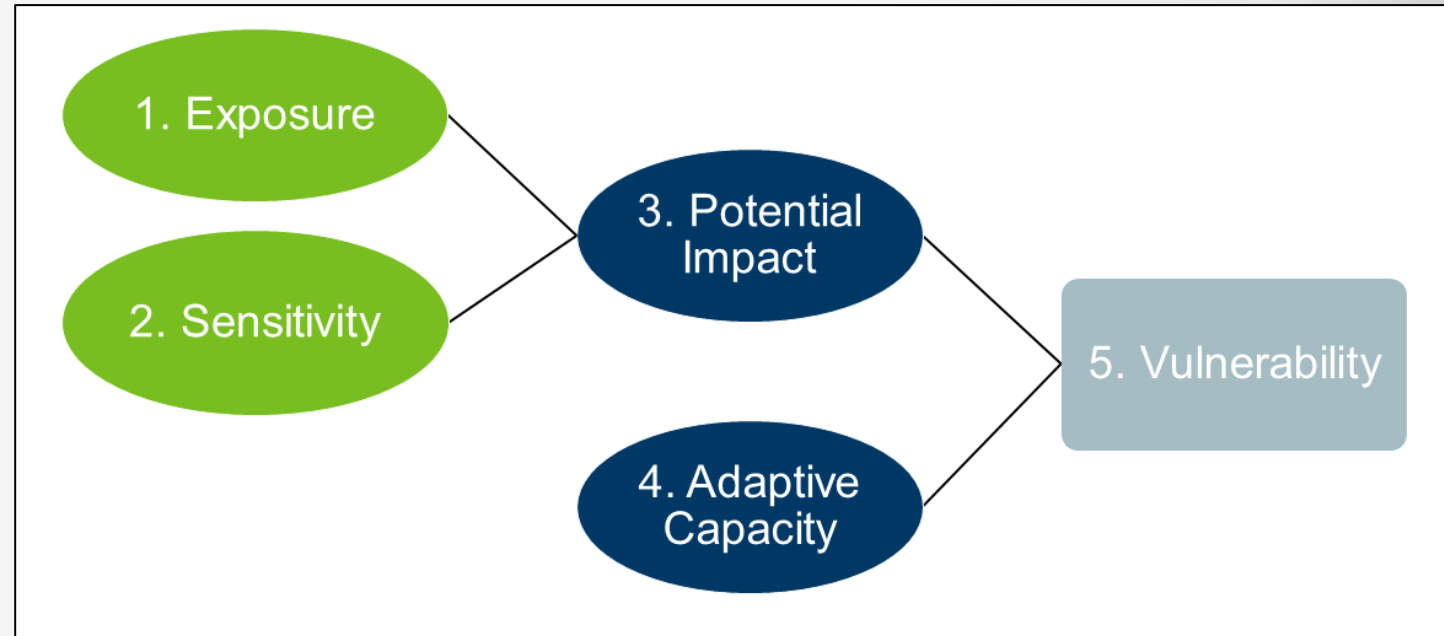 1. Exposure
2. Sensitivity
3. Potential
Impact
4. Adaptive
Capacity
5. Vulnerability